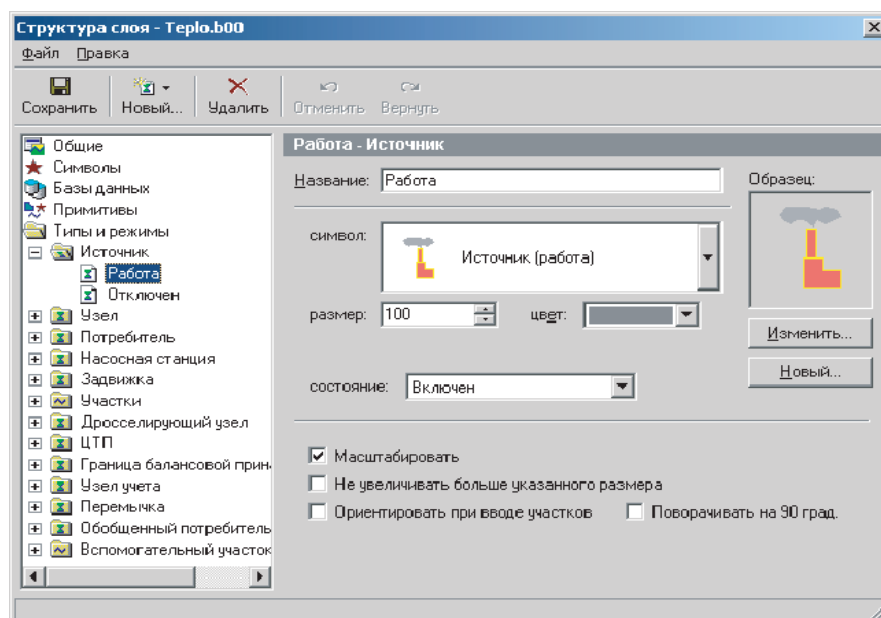 Структура слоя - Teplo.b00
Файл Правка
Сохранить Новый... Удалить Отменить Вернуть
Общие
Символы
Базы данных
Примитивы
Типы и режимы
Источник
Работа
Отключен
Узел
Потребитель
Насосная станция
Задвижка
Участки
Дросселирующий узел
ЦТП
Граница балансовой прин
Узел учета
Перемычка
Обобщенный потребитель
Вспомогательный участок
Работа - Источник
Название: Работа
Образец:
символ: Источник (работа)
размер: 100 цвет:
Изменить...
Новый...
состояние: Включен
Масштабировать
Не увеличивать больше указанного размера
Ориентировать при вводе участков Поворачивать на 90 град.